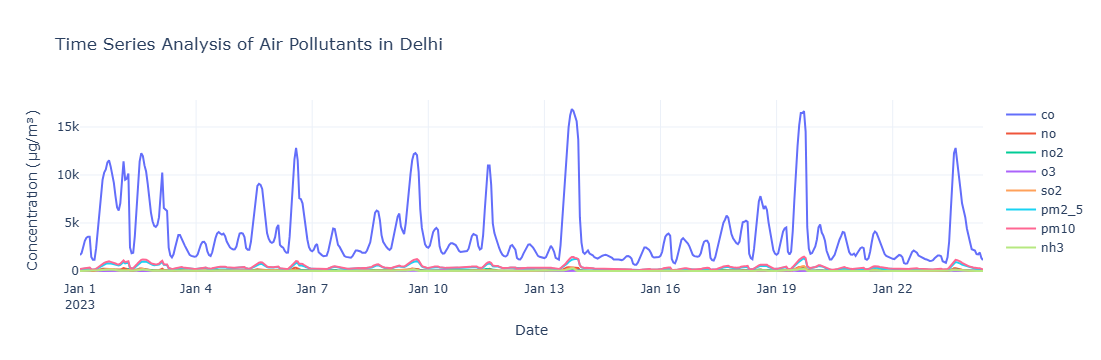 Time Series Analysis of Air Pollutants in Delhi
Concentration (µg/m³)
15k
10k
5k
0
Jan 1
2023
Jan 4
Jan 7
Jan 10
Jan 13
Jan 16
Jan 19
Jan 22
Date
co
no
no2
o3
so2
pm2_5
pm10
nh3